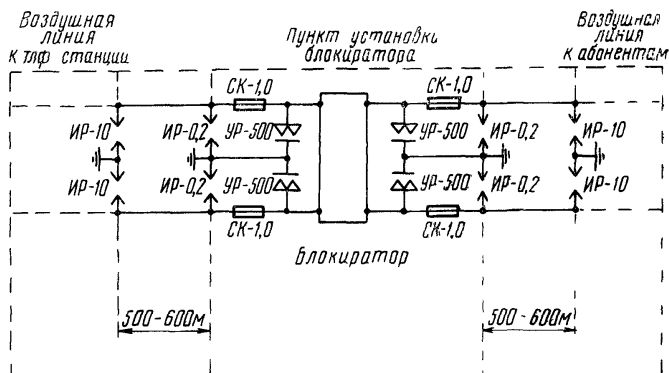 Воздушная
линия
к тлф станции
Пункт установки
блокиратора
Воздушная
линия
к абонентам
СК-1,0
СК-1,0
ИР-10
ИР-0,2
УР-500
УР-500
ИР-0,2
ИР-10
ИР-10
ИР-0,2
УР-500
УР-500
ИР-0,2
ИР-10
СК-1,0
СК-1,0
Блокиратор
500-600м
500-600м